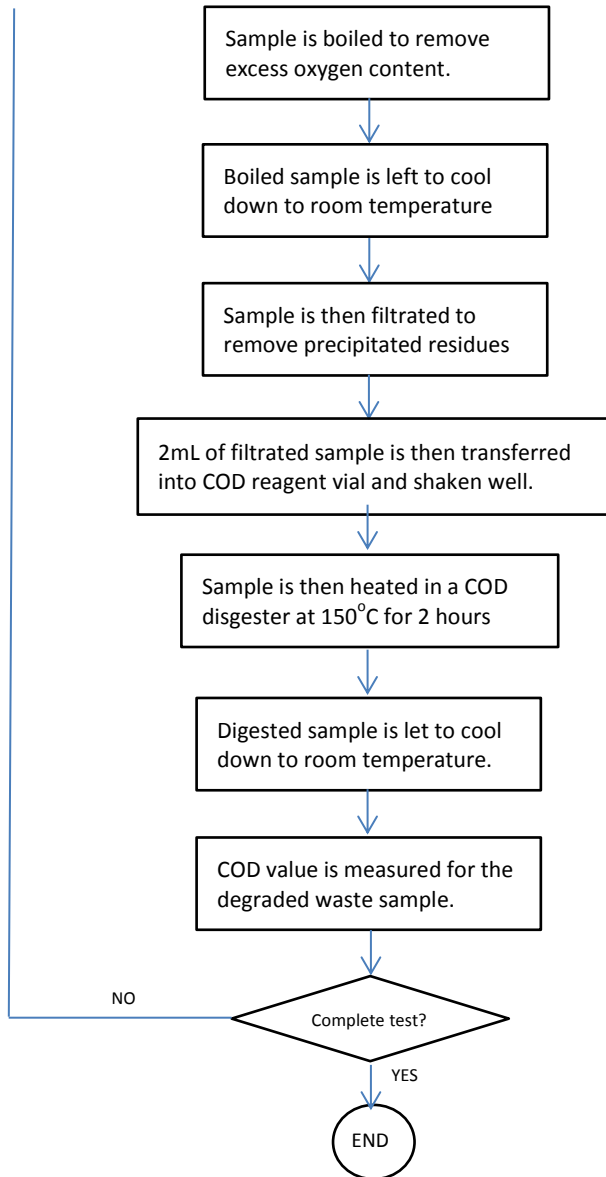 Sample is boiled to remove
excess oxygen content.
Boiled sample is left to cool
down to room temperature
Sample is then filtrated to
remove precipitated residues
2mL of filtrated sample is then transferred
into COD reagent vial and shaken well.
Sample is then heated in a COD
disgester at 150°C for 2 hours
Digested sample is let to cool
down to room temperature.
COD value is measured for the
degraded waste sample.
NO
Complete test?
YES
END